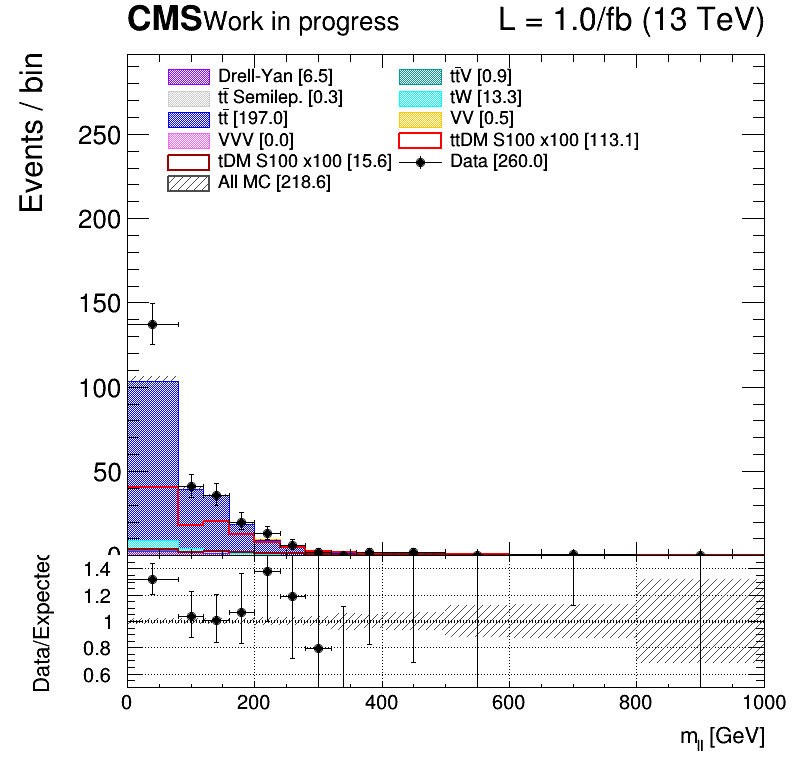 CMS Work in progress L = 1.0/fb (13 TeV)
Events / bin
Drell-Yan [6.5] tt̄V [0.9]
tt̄ Semilep. [0.3] tW [13.3]
tt̄ [197.0] VV [0.5]
VVV [0.0] ttDM S100 x100 [113.1]
tDM S100 x100 [15.6] Data [260.0]
All MC [218.6]
250
200
150
100
50
0
Data/Expected
1.4
1.2
1
0.8
0.6
0 200 400 600 800 1000
m_ll [GeV]